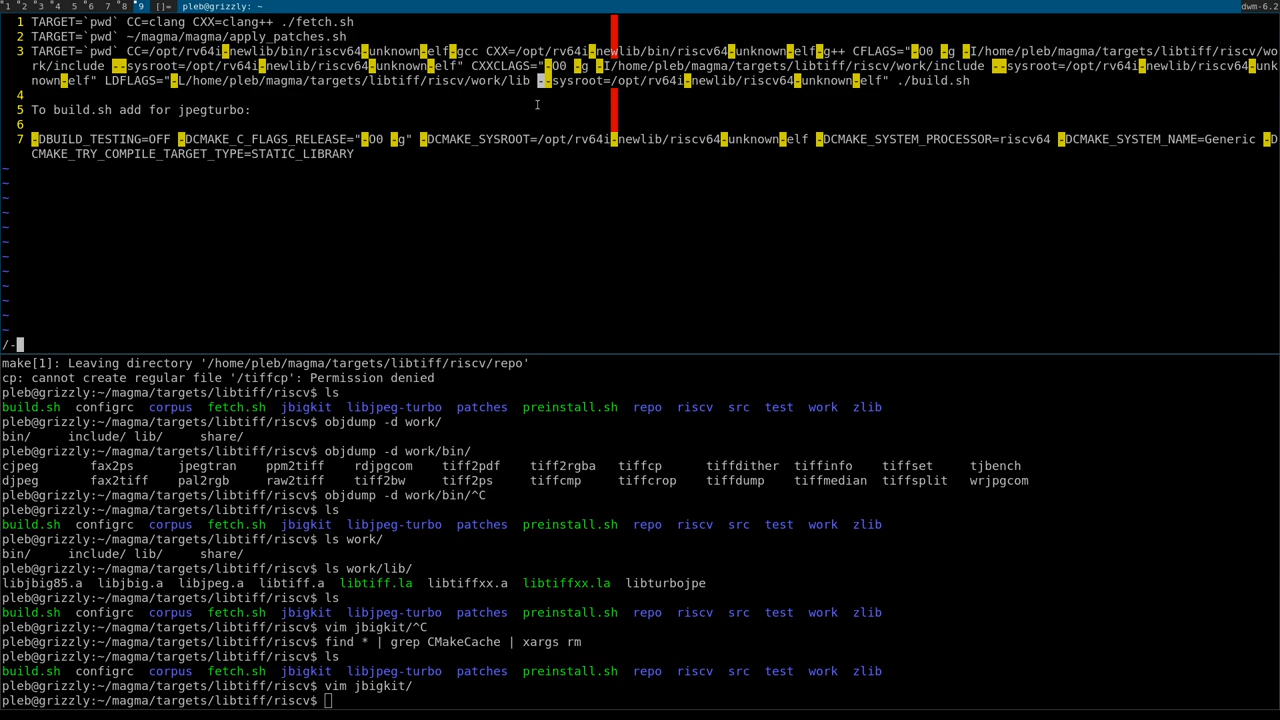 1 2 3 4 5 6 7 8 9 []= pleb@grizzly: ~ dwm-6.2
1 TARGET=`pwd` CC=clang CXX=clang++ ./fetch.sh
2 TARGET=`pwd` ~/magma/magma/apply_patches.sh
3 TARGET=`pwd` CC=/opt/rv64i-newlib/bin/riscv64-unknown-elf-gcc CXX=/opt/rv64i-newlib/bin/riscv64-unknown-elf-g++ CFLAGS="-O0 -g -I/home/pleb/magma/targets/libtiff/riscv/wo
rk/include --sysroot=/opt/rv64i-newlib/riscv64-unknown-elf" CXXCLAGS="-O0 -g -I/home/pleb/magma/targets/libtiff/riscv/work/include --sysroot=/opt/rv64i-newlib/riscv64-unk
nown-elf" LDFLAGS="-L/home/pleb/magma/targets/libtiff/riscv/work/lib --sysroot=/opt/rv64i-newlib/riscv64-unknown-elf" ./build.sh
4
5 To build.sh add for jpegturbo:
6
7 -DBUILD_TESTING=OFF -DCMAKE_C_FLAGS_RELEASE="-O0 -g" -DCMAKE_SYSROOT=/opt/rv64i-newlib/riscv64-unknown-elf -DCMAKE_SYSTEM_PROCESSOR=riscv64 -DCMAKE_SYSTEM_NAME=Generic -D
CMAKE_TRY_COMPILE_TARGET_TYPE=STATIC_LIBRARY
~
~
~
~
~
~
~
~
~
~
~
~
/-
make[1]: Leaving directory '/home/pleb/magma/targets/libtiff/riscv/repo'
cp: cannot create regular file '/tiffcp': Permission denied
pleb@grizzly:~/magma/targets/libtiff/riscv$ ls
build.sh configrc corpus fetch.sh jbigkit libjpeg-turbo patches preinstall.sh repo riscv src test work zlib
pleb@grizzly:~/magma/targets/libtiff/riscv$ objdump -d work/
bin/ include/ lib/ share/
pleb@grizzly:~/magma/targets/libtiff/riscv$ objdump -d work/bin/
cjpeg fax2ps jpegtran ppm2tiff rdjpgcom tiff2pdf tiff2rgba tiffcp tiffdither tiffinfo tiffset tjbench
djpeg fax2tiff pal2rgb raw2tiff tiff2bw tiff2ps tiffcmp tiffcrop tiffdump tiffmedian tiffsplit wrjpgcom
pleb@grizzly:~/magma/targets/libtiff/riscv$ objdump -d work/bin/^C
pleb@grizzly:~/magma/targets/libtiff/riscv$ ls
build.sh configrc corpus fetch.sh jbigkit libjpeg-turbo patches preinstall.sh repo riscv src test work zlib
pleb@grizzly:~/magma/targets/libtiff/riscv$ ls work/
bin/ include/ lib/ share/
pleb@grizzly:~/magma/targets/libtiff/riscv$ ls work/lib/
libjbig85.a libjbig.a libjpeg.a libtiff.a libtiff.la libtiffxx.a libtiffxx.la libturbojpe
pleb@grizzly:~/magma/targets/libtiff/riscv$ ls
build.sh configrc corpus fetch.sh jbigkit libjpeg-turbo patches preinstall.sh repo riscv src test work zlib
pleb@grizzly:~/magma/targets/libtiff/riscv$ vim jbigkit/^C
pleb@grizzly:~/magma/targets/libtiff/riscv$ find * | grep CMakeCache | xargs rm
pleb@grizzly:~/magma/targets/libtiff/riscv$ ls
build.sh configrc corpus fetch.sh jbigkit libjpeg-turbo patches preinstall.sh repo riscv src test work zlib
pleb@grizzly:~/magma/targets/libtiff/riscv$ vim jbigkit/
pleb@grizzly:~/magma/targets/libtiff/riscv$